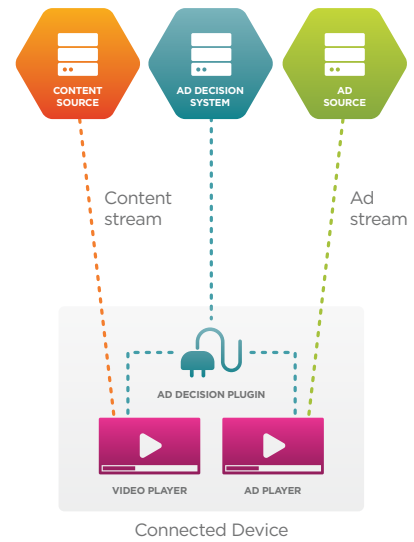 CONTENT
SOURCE
AD DECISION
SYSTEM
AD
SOURCE
Content
stream
Ad
stream
AD DECISION PLUGIN
VIDEO PLAYER
AD PLAYER
Connected Device